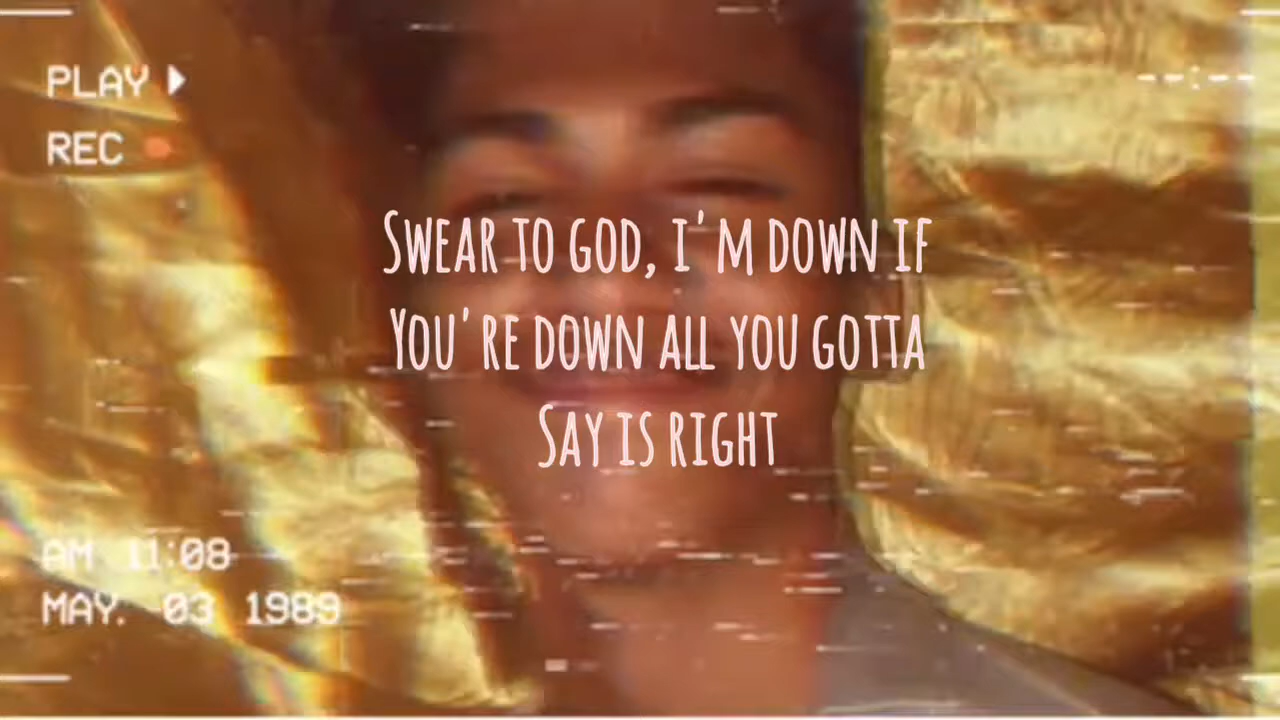 PLAY
REC
--:--
SWEAR TO GOD, I'M DOWN IF
YOU'RE DOWN ALL YOU GOTTA
SAY IS RIGHT
AM 11:08
MAY. 03 1989